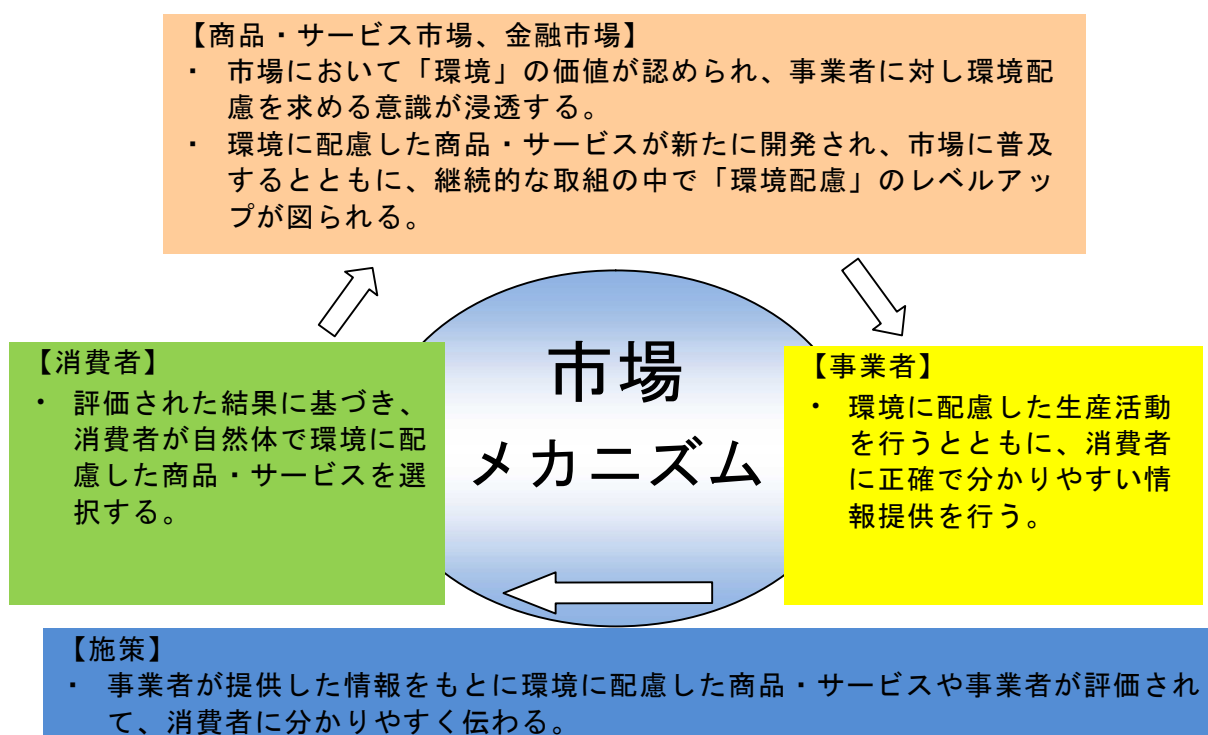 【商品・サービス市場、金融市場】
・ 市場において「環境」の価値が認められ、事業者に対し環境配
慮を求める意識が浸透する。
・ 環境に配慮した商品・サービスが新たに開発され、市場に普及
するとともに、継続的な取組の中で「環境配慮」のレベルアッ
プが図られる。
市場
メカニズム
【消費者】
・ 評価された結果に基づき、
消費者が自然体で環境に配
慮した商品・サービスを選
択する。
【事業者】
・ 環境に配慮した生産活動
を行うとともに、消費者
に正確で分かりやすい情
報提供を行う。
【施策】
・ 事業者が提供した情報をもとに環境に配慮した商品・サービスや事業者が評価され
て、消費者に分かりやすく伝わる。